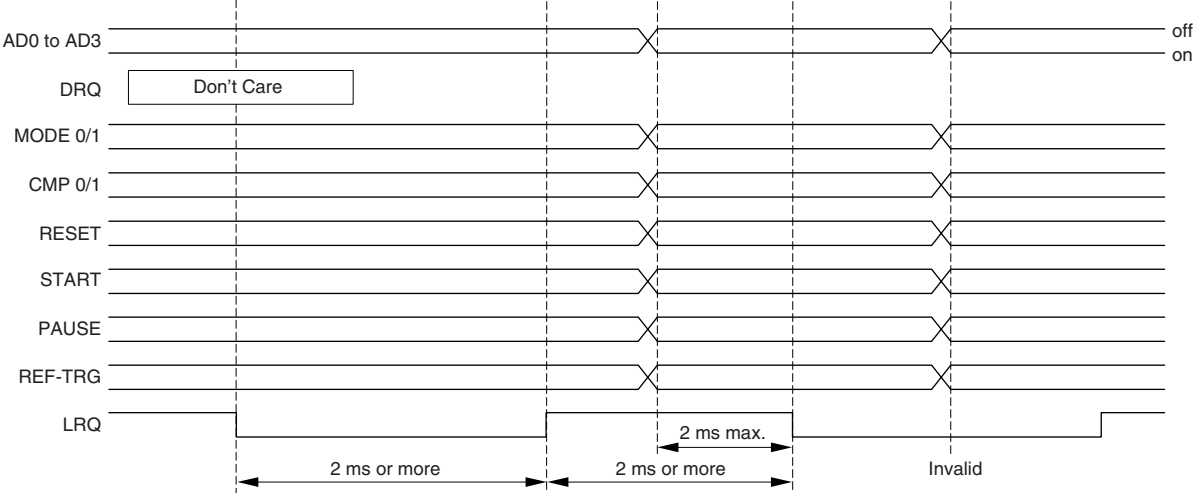 AD0 to AD3
off
on
DRQ
Don't Care
MODE 0/1
CMP 0/1
RESET
START
PAUSE
REF-TRG
LRQ
2 ms max.
2 ms or more
2 ms or more
Invalid